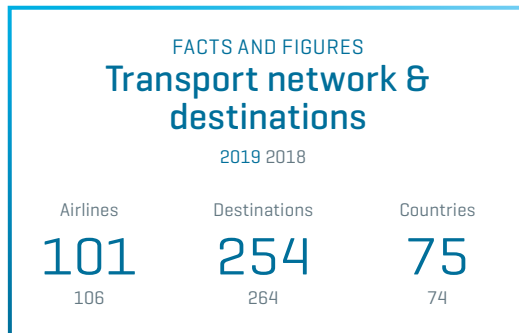 FACTS AND FIGURES
Transport network &
destinations
2019 2018
Airlines
Destinations
Countries
101
254
75
106
264
74